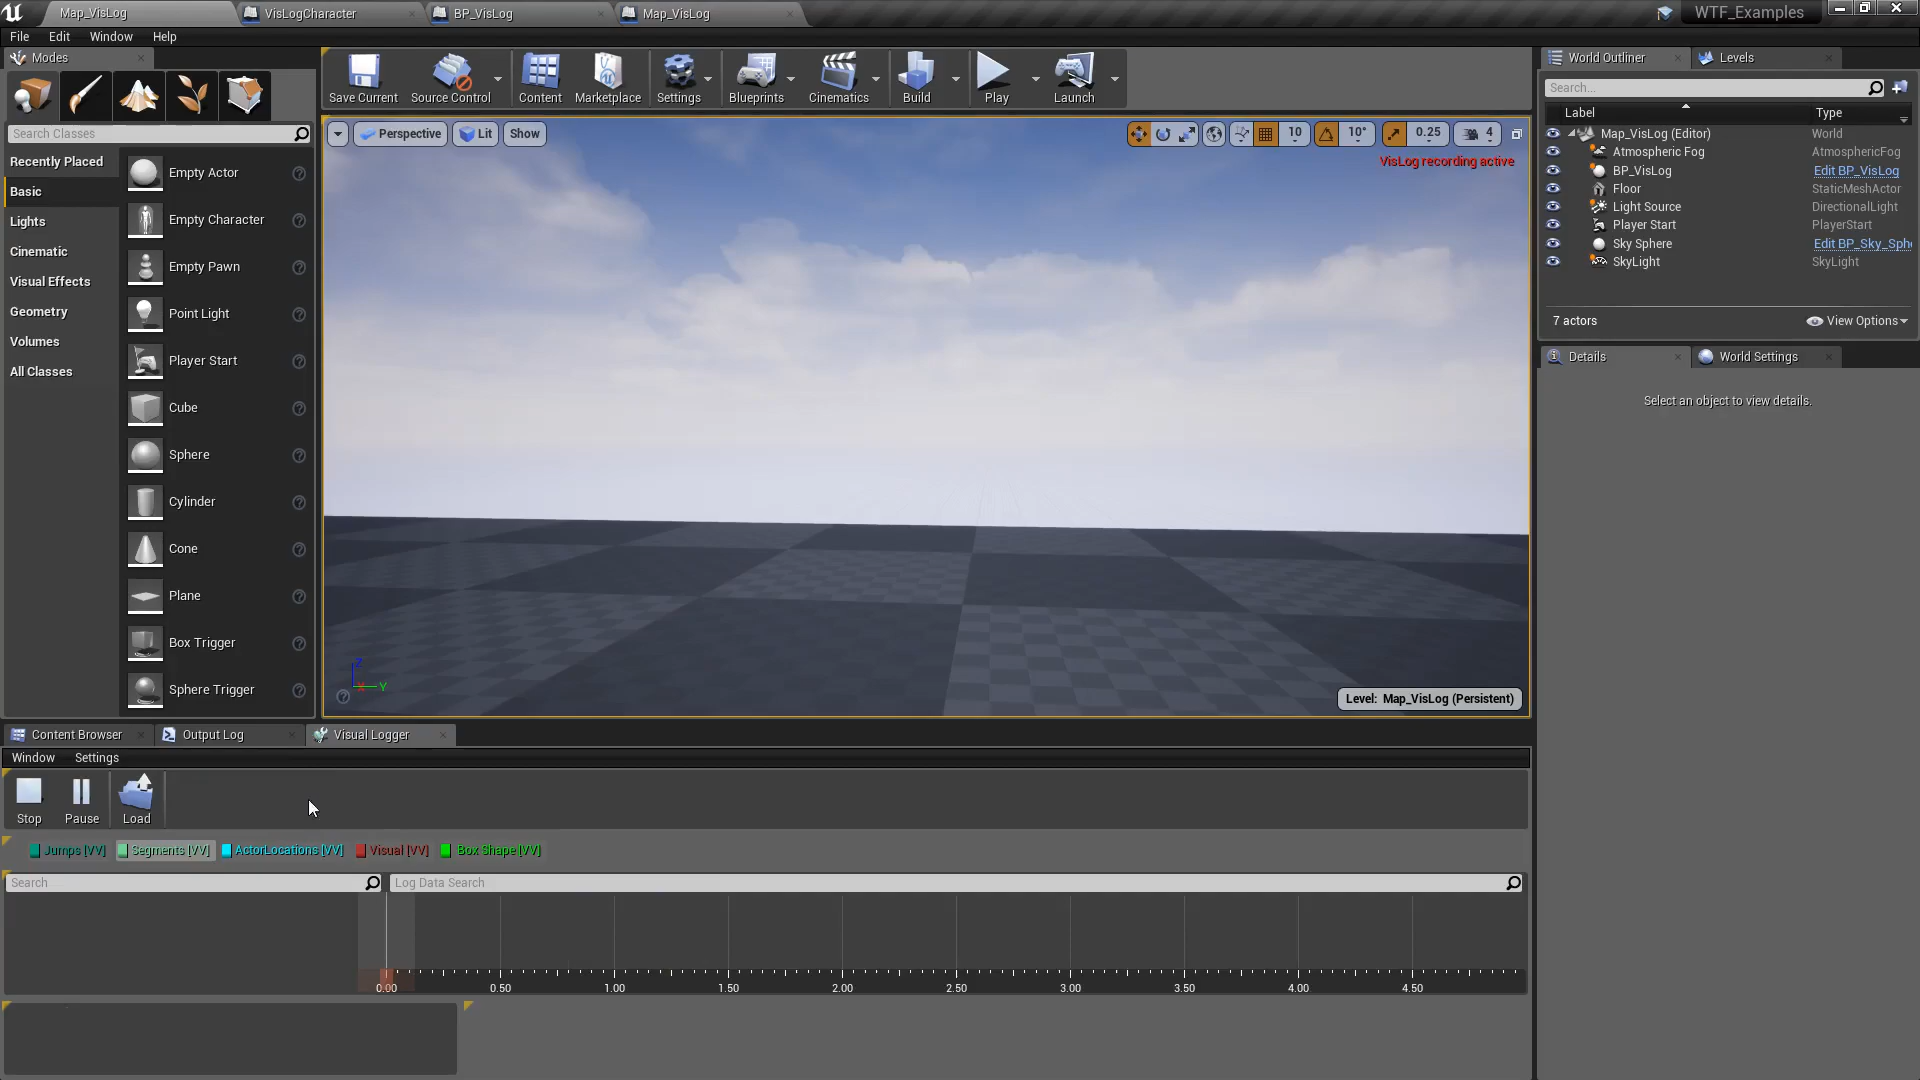 Map_VisLog
VisLogCharacter
BP_VisLog
Map_VisLog
WTF_Examples
File
Edit
Window
Help
Modes
Save Current
Source Control
Content
Marketplace
Settings
Blueprints
Cinematics
Build
Play
Launch
Search Classes
Recently Placed
Basic
Lights
Cinematic
Visual Effects
Geometry
Volumes
All Classes
Empty Actor
Empty Character
Empty Pawn
Point Light
Player Start
Cube
Sphere
Cylinder
Cone
Plane
Box Trigger
Sphere Trigger
Perspective
Lit
Show
10
10°
0.25
4
VisLog recording active
Z
X
Y
Level: Map_VisLog (Persistent)
World Outliner
Levels
Search...
Label
Type
Map_VisLog (Editor)
World
Atmospheric Fog
AtmosphericFog
BP_VisLog
Edit BP_VisLog
Floor
StaticMeshActor
Light Source
DirectionalLight
Player Start
PlayerStart
Sky Sphere
Edit BP_Sky_Sph
SkyLight
SkyLight
7 actors
View Options
Details
World Settings
Select an object to view details.
Content Browser
Output Log
Visual Logger
Window
Settings
Stop
Pause
Load
Jumps [VV]
Segments [VV]
ActorLocations [VV]
Visual [VV]
Box Shape [VV]
Search
Log Data Search
0.00
0.50
1.00
1.50
2.00
2.50
3.00
3.50
4.00
4.50